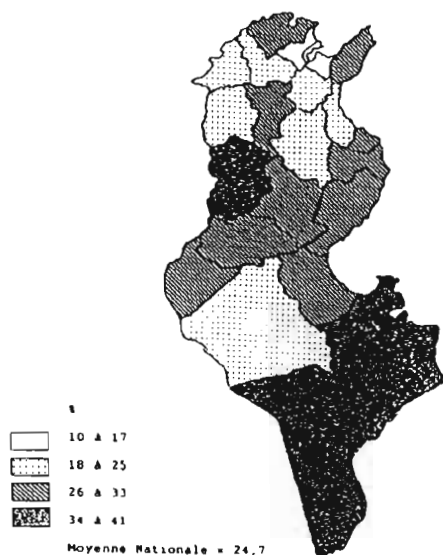 %
10 à 17
18 à 25
26 à 33
34 à 41
Moyenne Nationale = 24,7